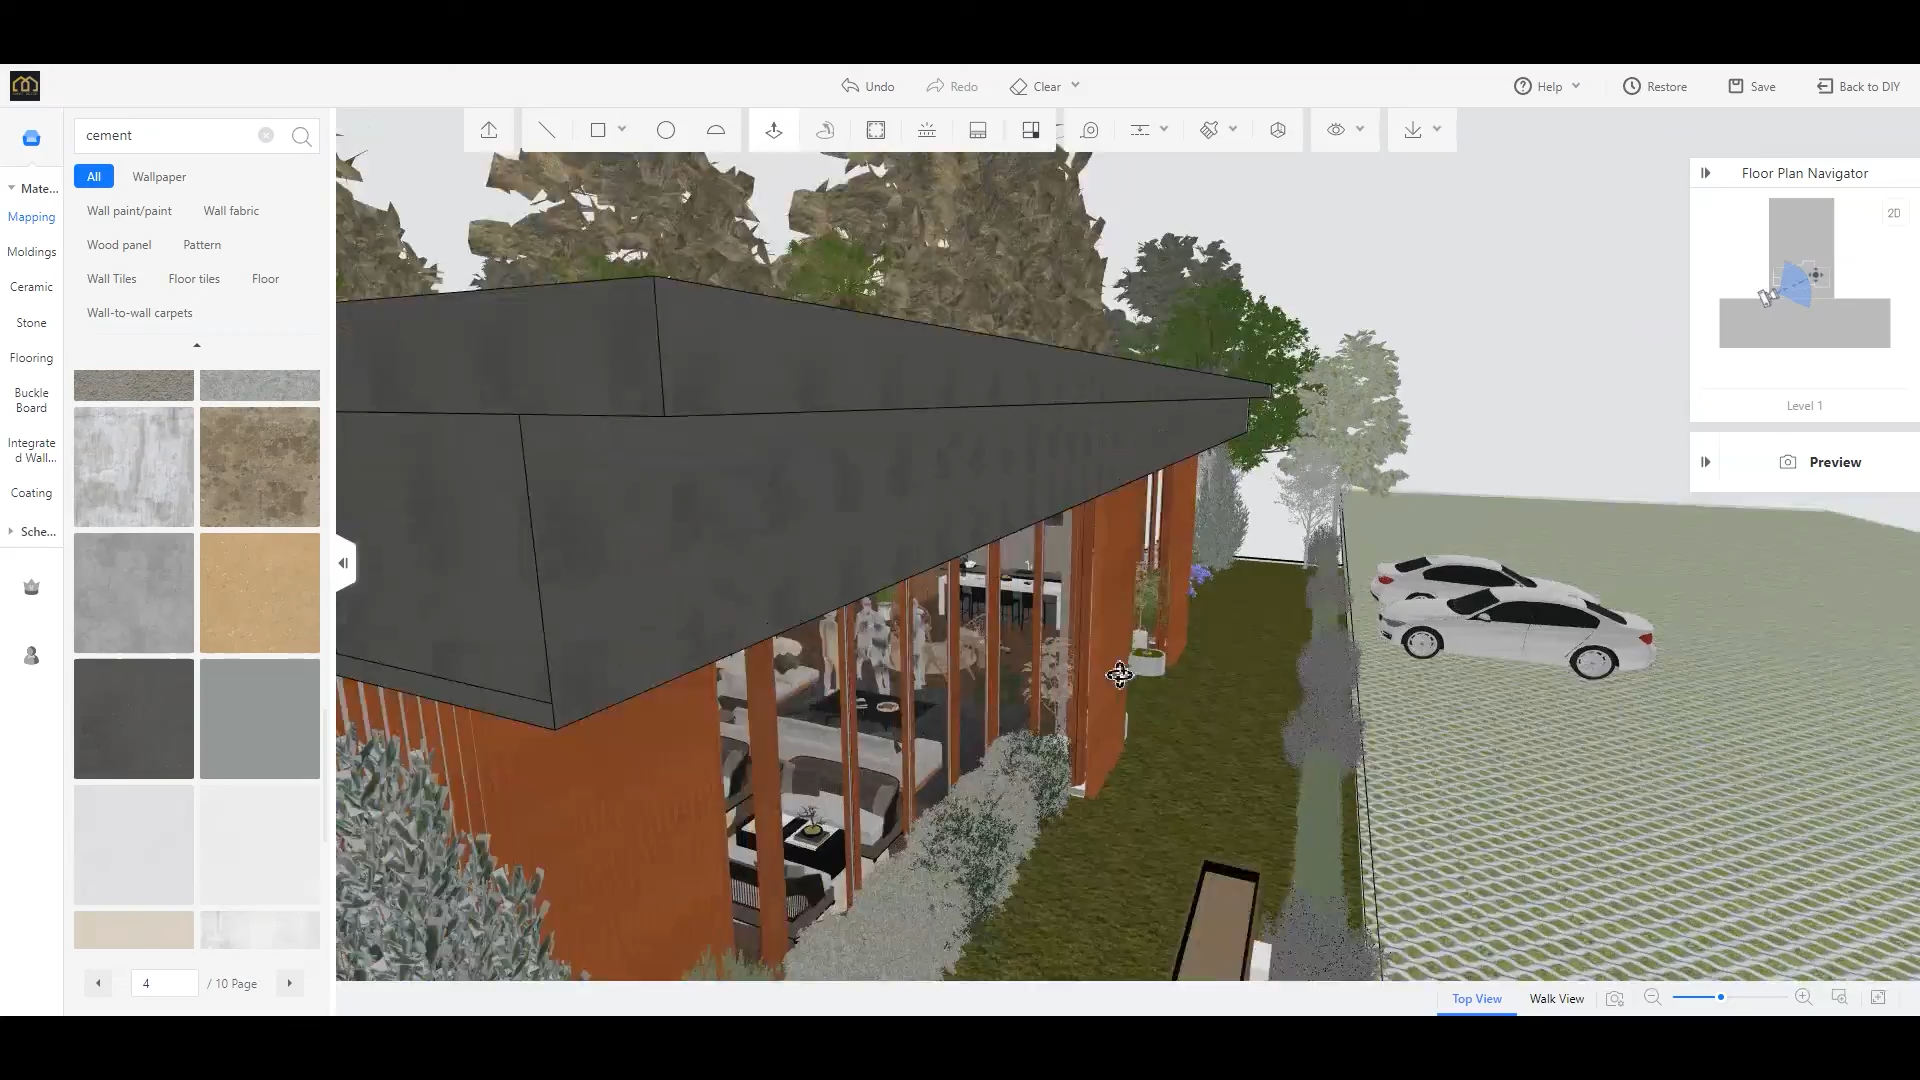 Undo
Redo
Clear
Help
Restore
Save
Back to DIY
cement
All
Wallpaper
Wall paint/paint
Wall fabric
Wood panel
Pattern
Wall Tiles
Floor tiles
Floor
Wall-to-wall carpets
Mate...
Mapping
Moldings
Ceramic
Stone
Flooring
Buckle
Board
Integrate
d Wall...
Coating
Sche...
4
/ 10 Page
Floor Plan Navigator
2D
Level 1
Preview
Top View
Walk View